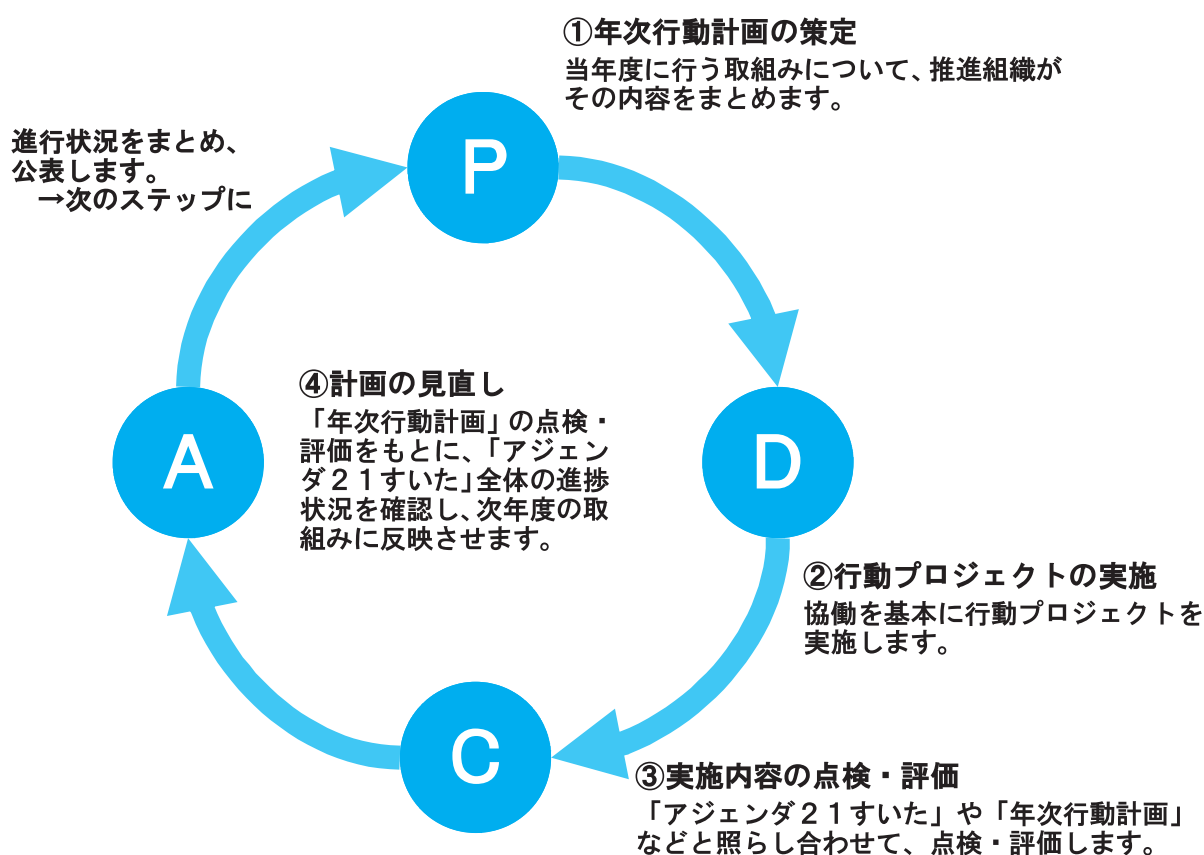 ①年次行動計画の策定
当年度に行う取組みについて、推進組織が
その内容をまとめます。
進行状況をまとめ、
公表します。
→次のステップに
P
D
②行動プロジェクトの実施
協働を基本に行動プロジェクトを
実施します。
C
③実施内容の点検・評価
「アジェンダ２１すいた」や「年次行動計画」
などと照らし合わせて、点検・評価します。
A
④計画の見直し
「年次行動計画」の点検・
評価をもとに、「アジェン
ダ２１すいた」全体の進捗
状況を確認し、次年度の取
組みに反映させます。